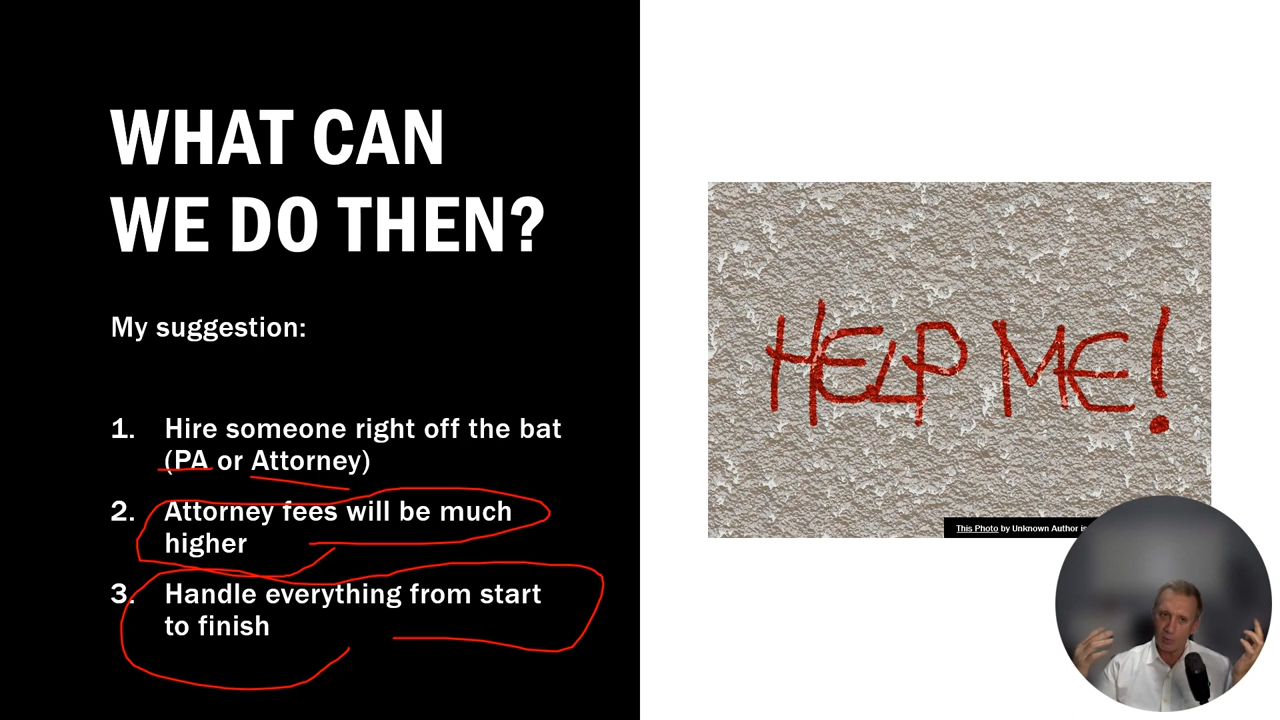 WHAT CAN
WE DO THEN?
My suggestion:
1. Hire someone right off the bat
(PA or Attorney)
2. Attorney fees will be much
higher
3. Handle everything from start
to finish
HELP ME!
This Photo by Unknown Author is